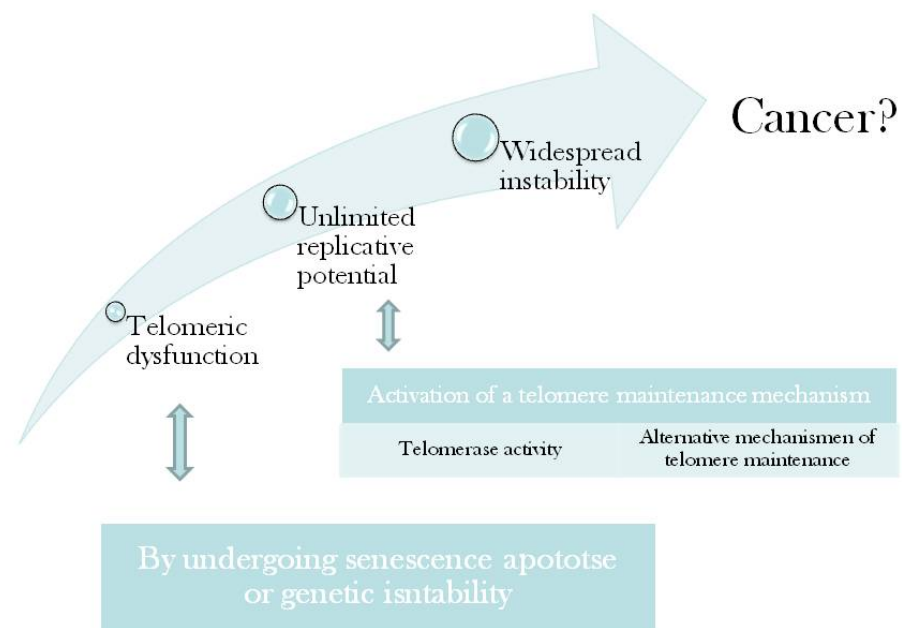 Cancer?
Widespread
instability
Unlimited
replicative
potential
Telomeric
dysfunction
Activation of a telomere maintenance mechanism
Telomerase activity
Alternative mechanismen of
telomere maintenance
By undergoing senescence apototse
or genetic isntability